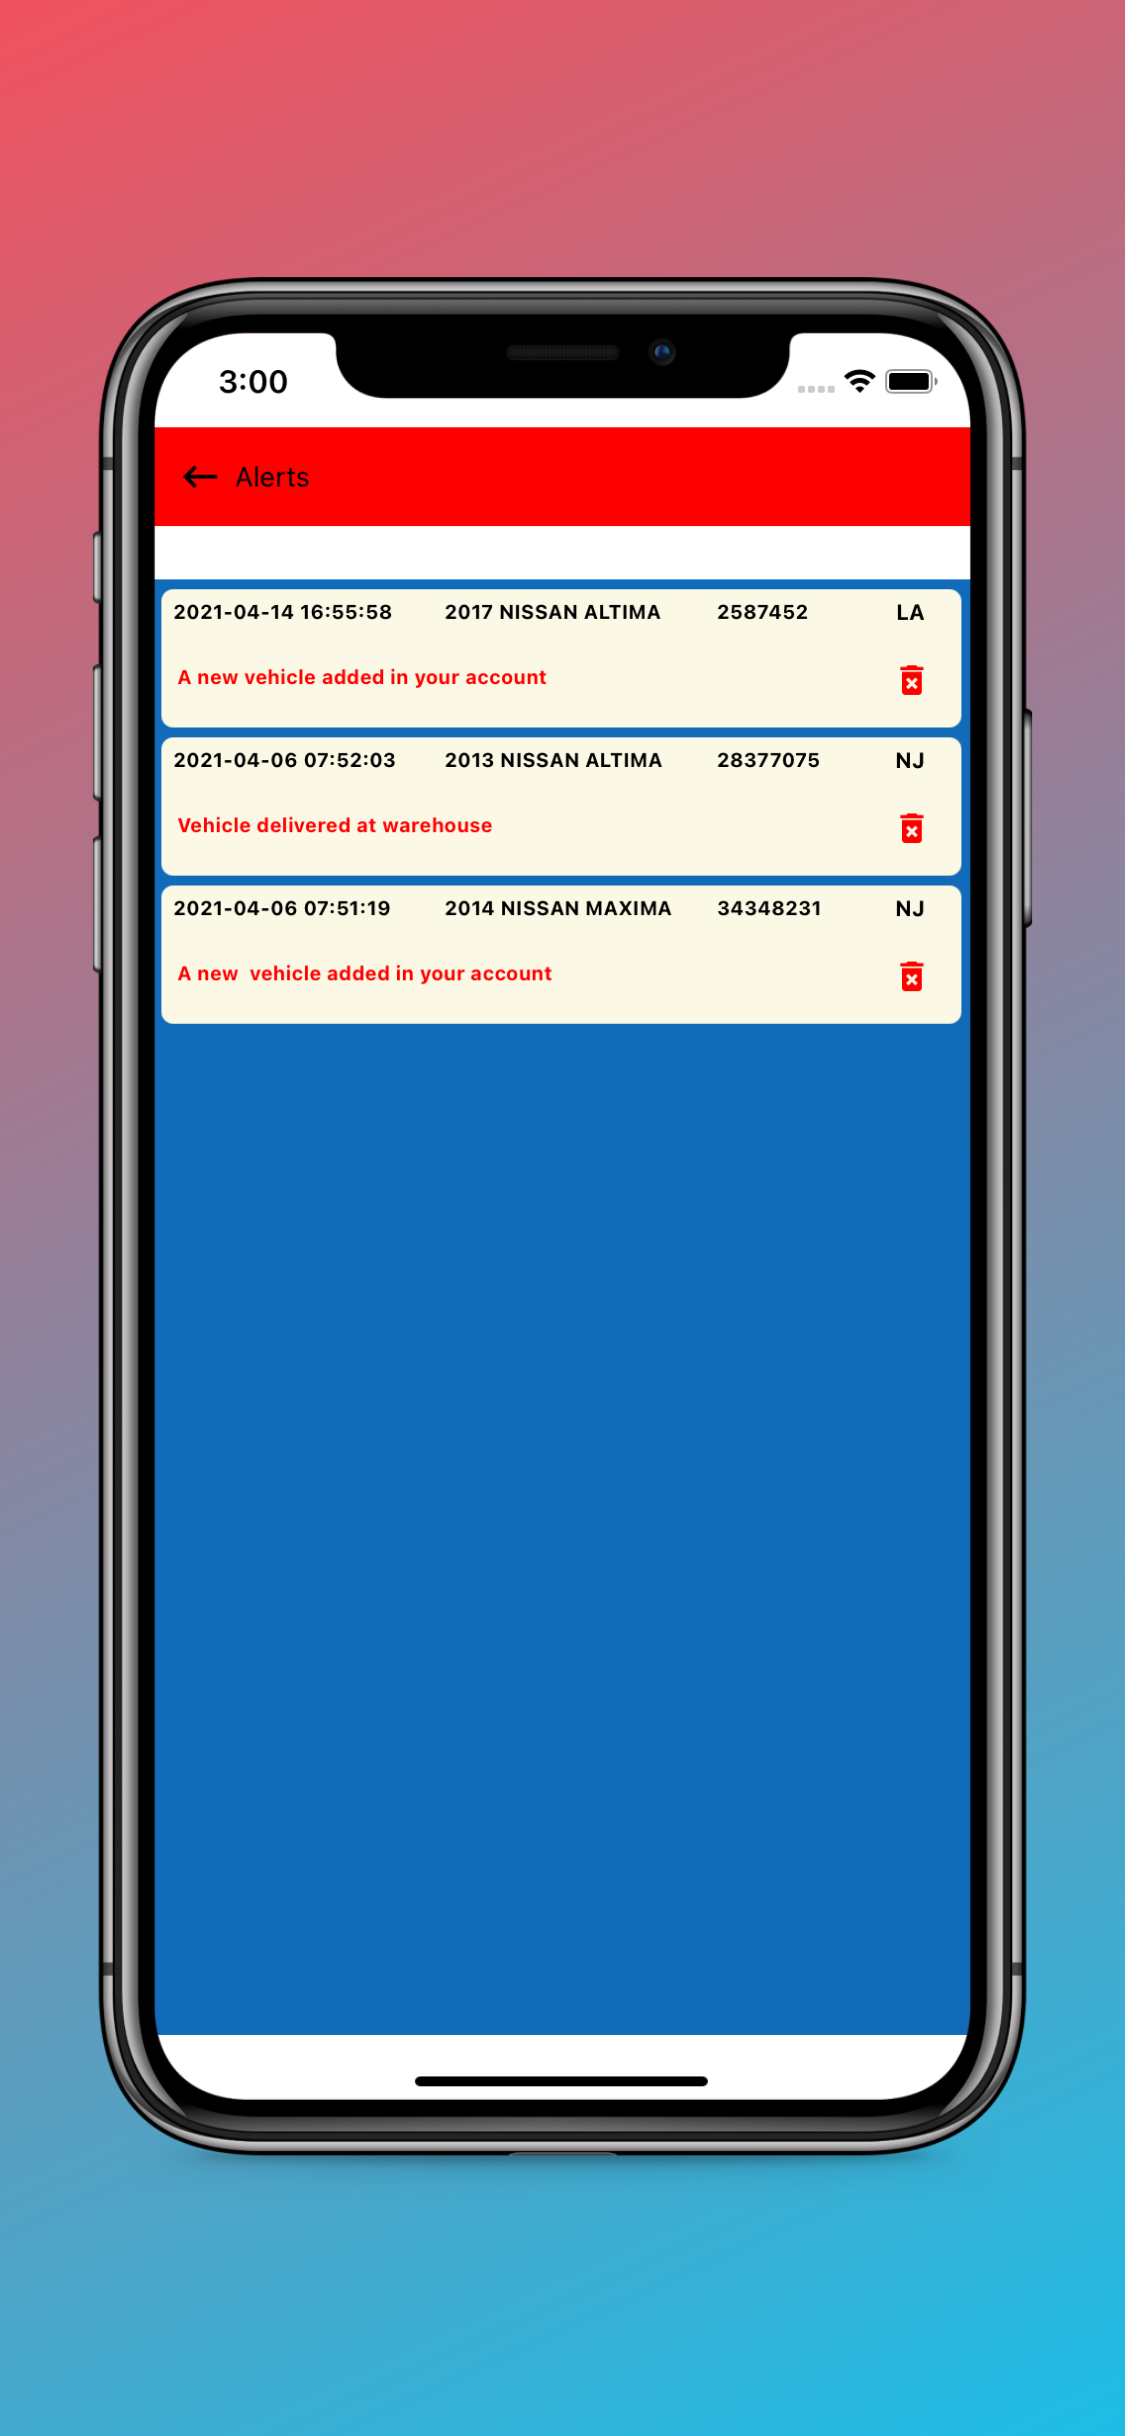 3:00
Alerts
2021-04-14 16:55:58 2017 NISSAN ALTIMA 2587452 LA
A new vehicle added in your account
2021-04-06 07:52:03 2013 NISSAN ALTIMA 28377075 NJ
Vehicle delivered at warehouse
2021-04-06 07:51:19 2014 NISSAN MAXIMA 34348231 NJ
A new  vehicle added in your account